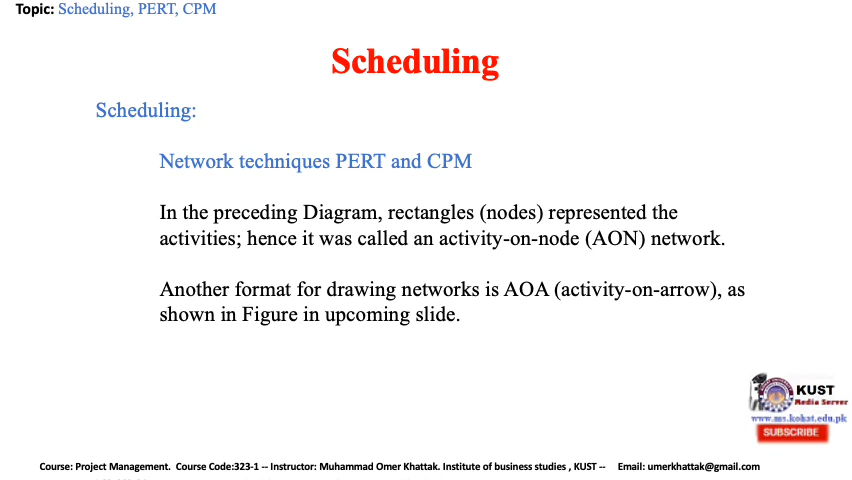 Topic: Scheduling, PERT, CPM
Scheduling
Scheduling:
Network techniques PERT and CPM
In the preceding Diagram, rectangles (nodes) represented the
activities; hence it was called an activity-on-node (AON) network.
Another format for drawing networks is AOA (activity-on-arrow), as
shown in Figure in upcoming slide.
KUST
Media Server
www.ms.kohat.edu.pk
SUBSCRIBE
Course: Project Management. Course Code:323-1 -- Instructor: Muhammad Omer Khattak. Institute of business studies , KUST -- Email: umerkhattak@gmail.com